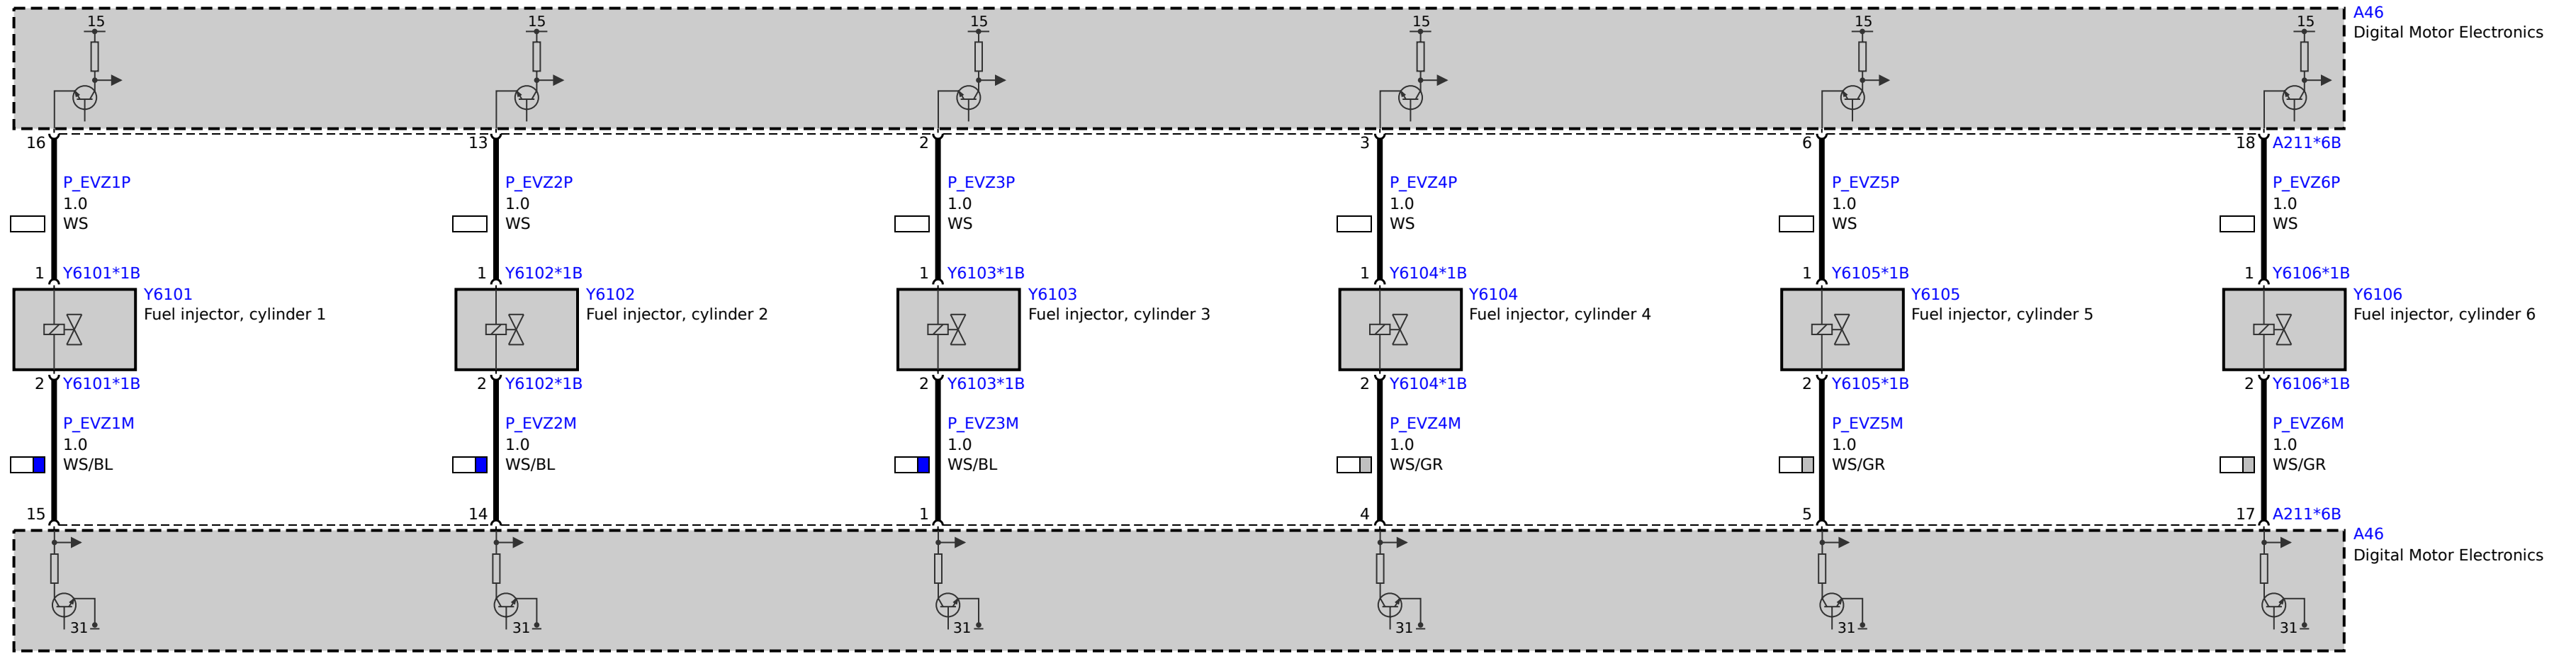 15 15 15 15 15 15
A46
Digital Motor Electronics
16 13 2 3 6 18 A211*6B
P_EVZ1P P_EVZ2P P_EVZ3P P_EVZ4P P_EVZ5P P_EVZ6P
1.0 1.0 1.0 1.0 1.0 1.0
WS WS WS WS WS WS
1 Y6101*1B 1 Y6102*1B 1 Y6103*1B 1 Y6104*1B 1 Y6105*1B 1 Y6106*1B
Y6101 Y6102 Y6103 Y6104 Y6105 Y6106
Fuel injector, cylinder 1 Fuel injector, cylinder 2 Fuel injector, cylinder 3 Fuel injector, cylinder 4 Fuel injector, cylinder 5 Fuel injector, cylinder 6
2 Y6101*1B 2 Y6102*1B 2 Y6103*1B 2 Y6104*1B 2 Y6105*1B 2 Y6106*1B
P_EVZ1M P_EVZ2M P_EVZ3M P_EVZ4M P_EVZ5M P_EVZ6M
1.0 1.0 1.0 1.0 1.0 1.0
WS/BL WS/BL WS/BL WS/GR WS/GR WS/GR
15 14 1 4 5 17 A211*6B
A46
Digital Motor Electronics
31 31 31 31 31 31